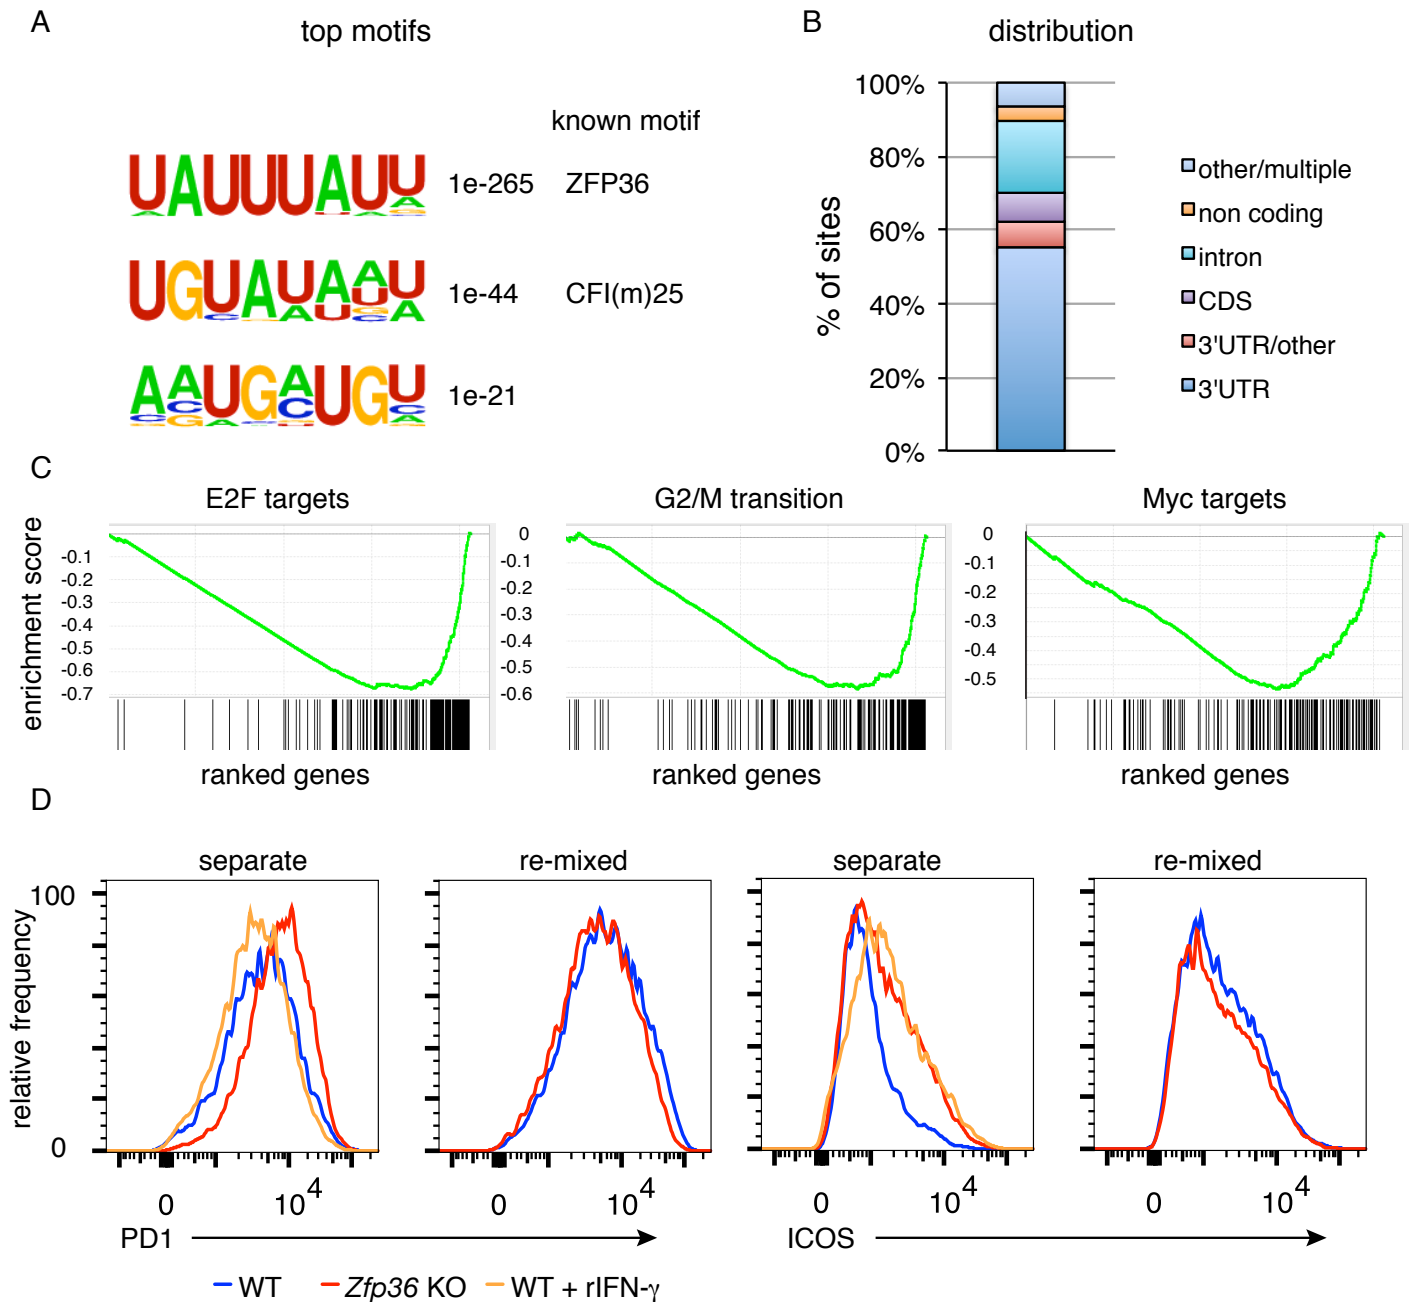 A
top motifs
known motif
UAUUUAUU 1e-265 ZFP36
UGUAUAAU 1e-44 CFI(m)25
AAUGAUGU 1e-21
B
distribution
% of sites
100%
80%
60%
40%
20%
0%
other/multiple
non coding
intron
CDS
3'UTR/other
3'UTR
C
E2F targets
G2/M transition
Myc targets
enrichment score
-0.1
-0.2
-0.3
-0.4
-0.5
-0.6
-0.7
0
-0.1
-0.2
-0.3
-0.4
-0.5
-0.6
0
-0.1
-0.2
-0.3
-0.4
-0.5
ranked genes
ranked genes
ranked genes
D
separate
re-mixed
separate
re-mixed
relative frequency
100
0
0 10^4
0 10^4
0 10^4
0 10^4
PD1
ICOS
WT
Zfp36 KO
WT + rIFN-γ